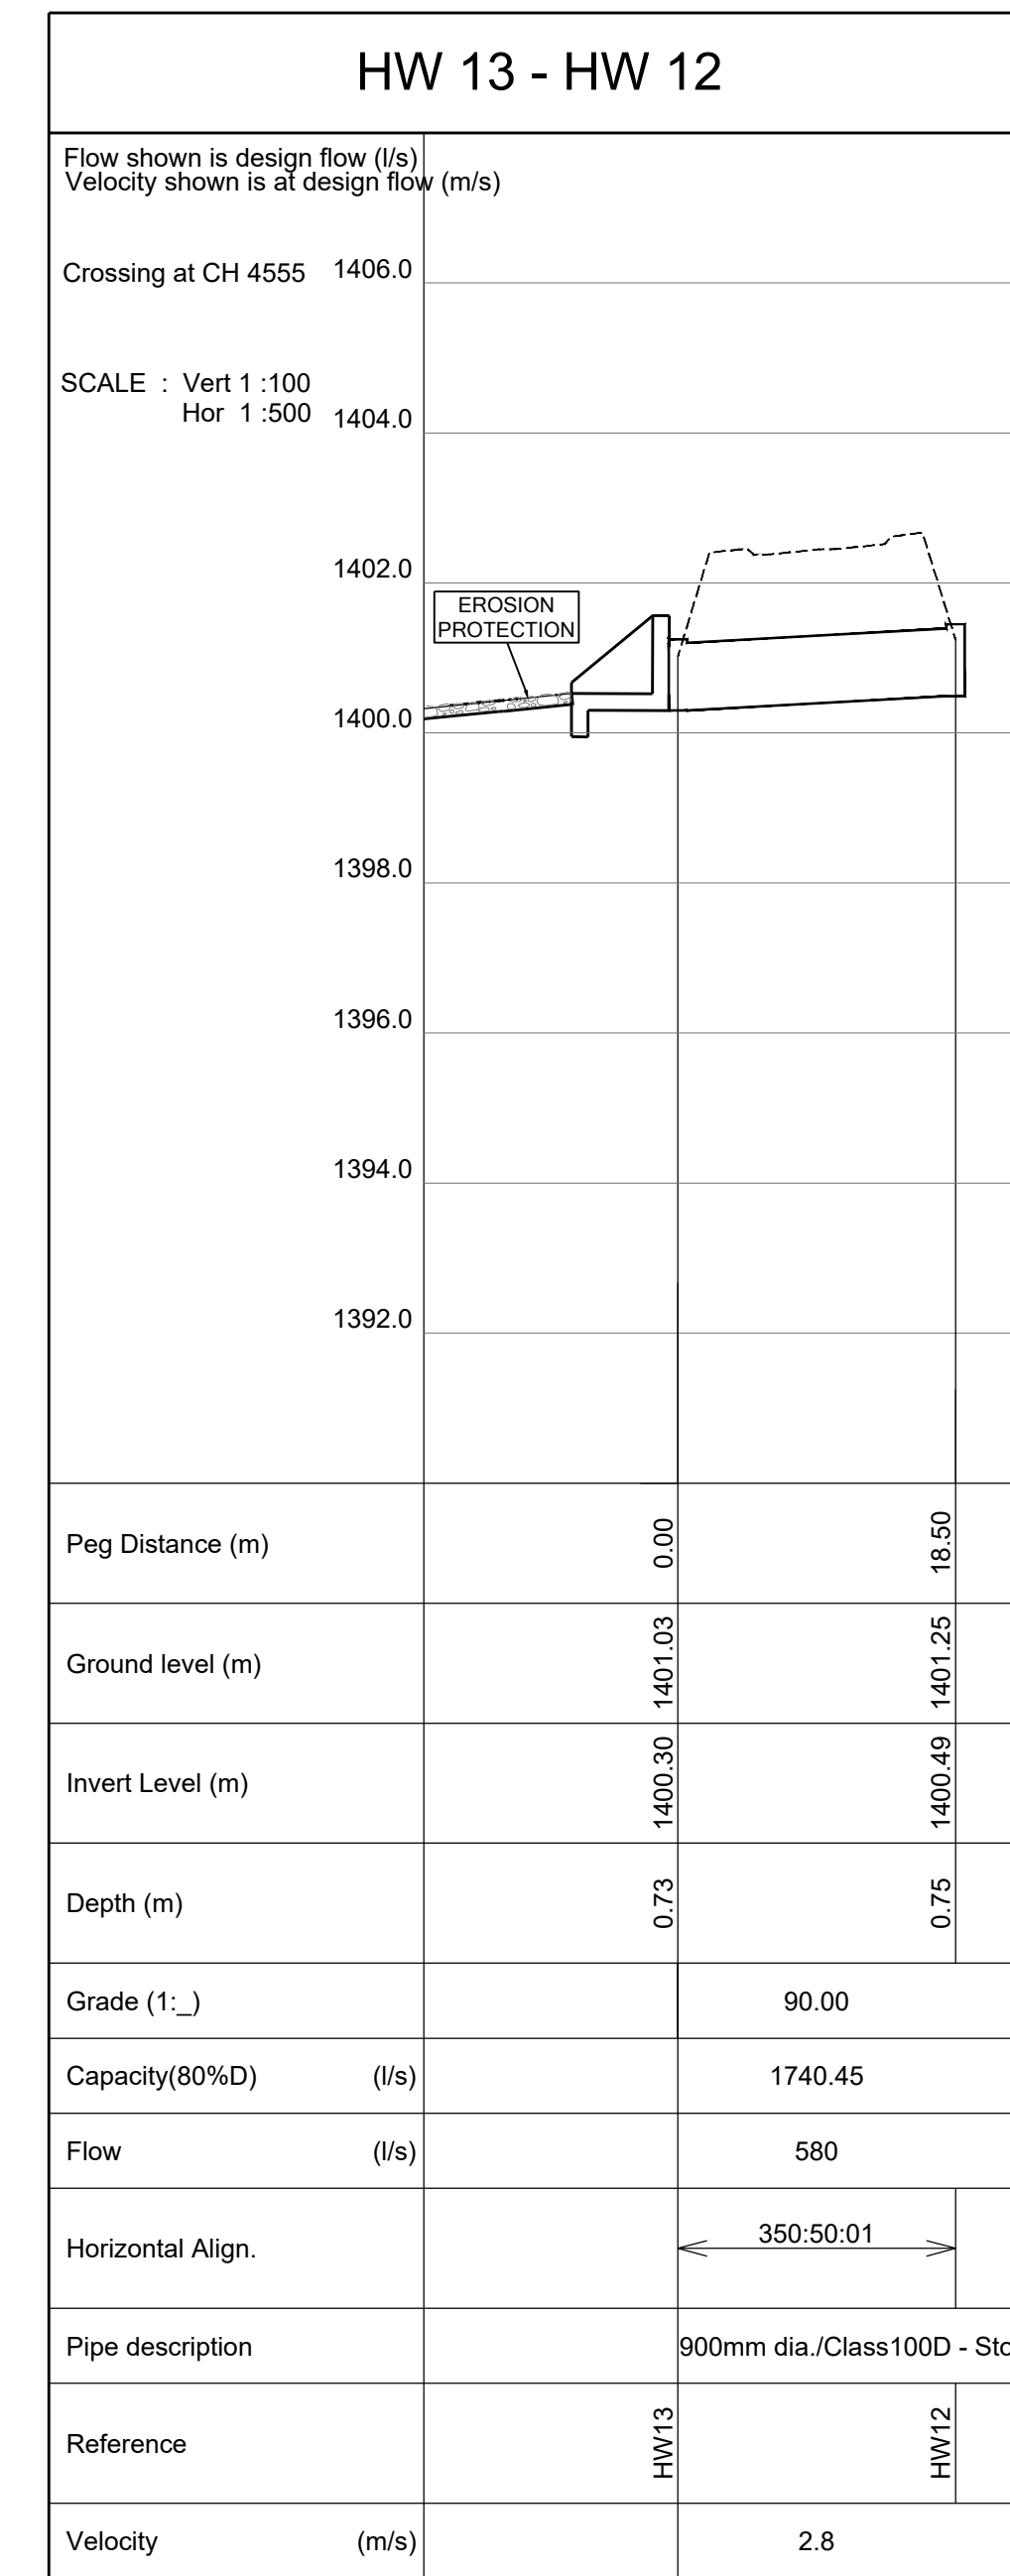 HW 13 - HW 12
Flow shown is design flow (l/s)
Velocity shown is at design flow (m/s)
Crossing at CH 4555
1406.0
SCALE : Vert 1 :100
Hor 1 :500
1404.0
1402.0
EROSION
PROTECTION
1400.0
1398.0
1396.0
1394.0
1392.0
Peg Distance (m) 0.00 18.50
Ground level (m) 1401.03 1401.25
Invert Level (m) 1400.30 1400.49
Depth (m) 0.73 0.75
Grade (1:_) 90.00
Capacity(80%D) (l/s) 1740.45
Flow (l/s) 580
Horizontal Align. 350:50:01
Pipe description 900mm dia./Class100D -
Reference HW13 HW12
Velocity (m/s) 2.8